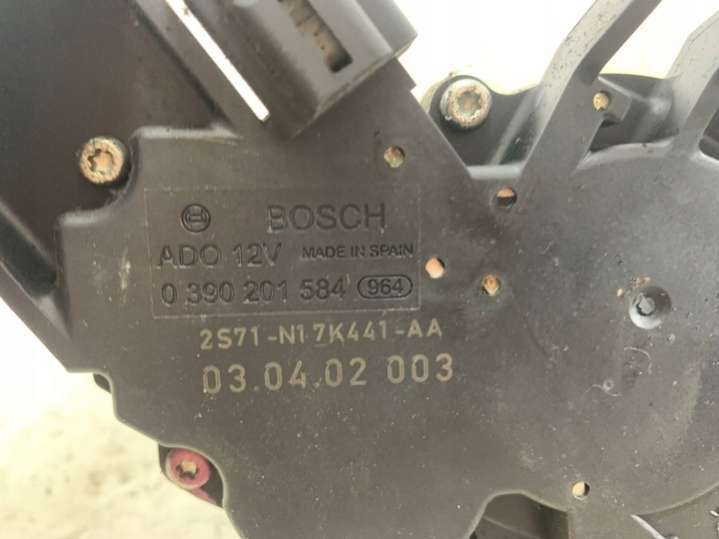 BOSCH
ADO 12V MADE IN SPAIN
0 390 201 584 964
2S71-N17K441-AA
03.04.02 003